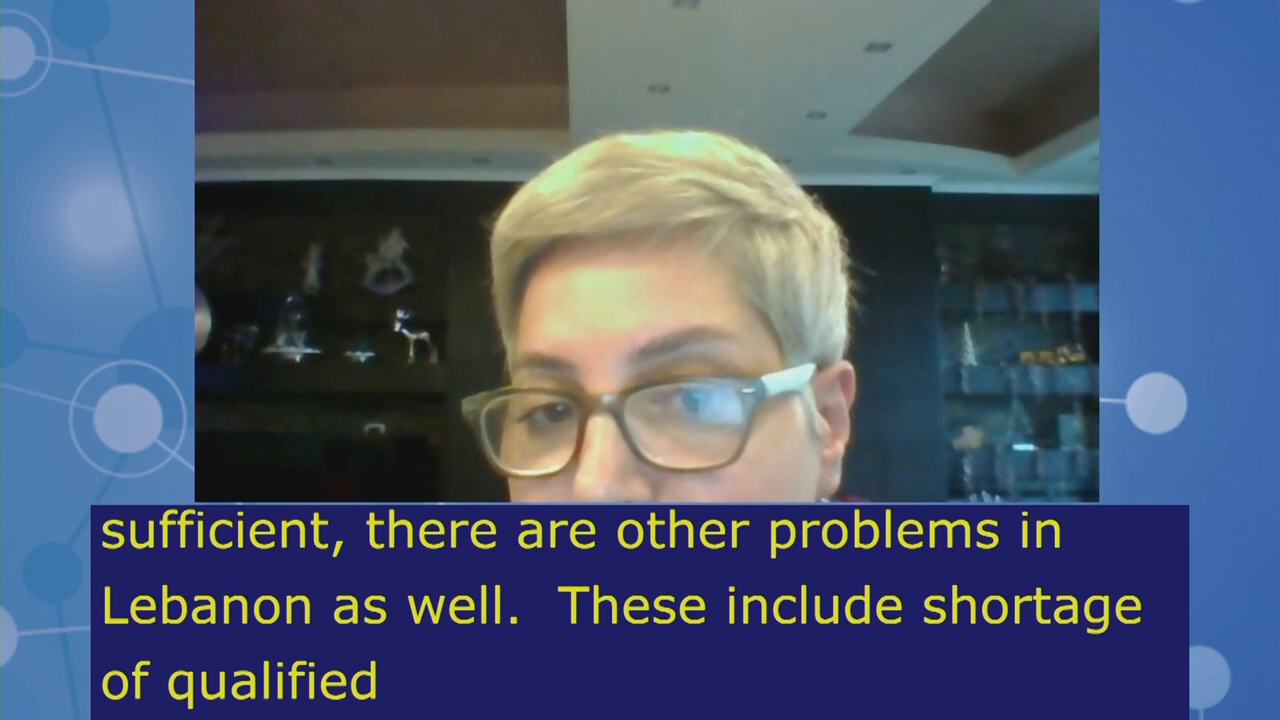 sufficient, there are other problems in
Lebanon as well.  These include shortage
of qualified